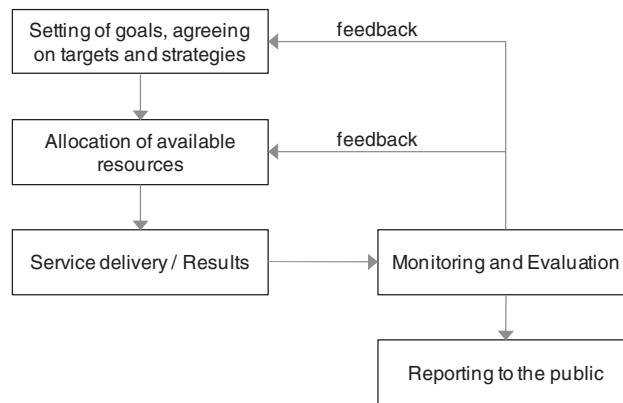 Setting of goals, agreeing
on targets and strategies
feedback
Allocation of available
resources
feedback
Service delivery / Results
Monitoring and Evaluation
Reporting to the public